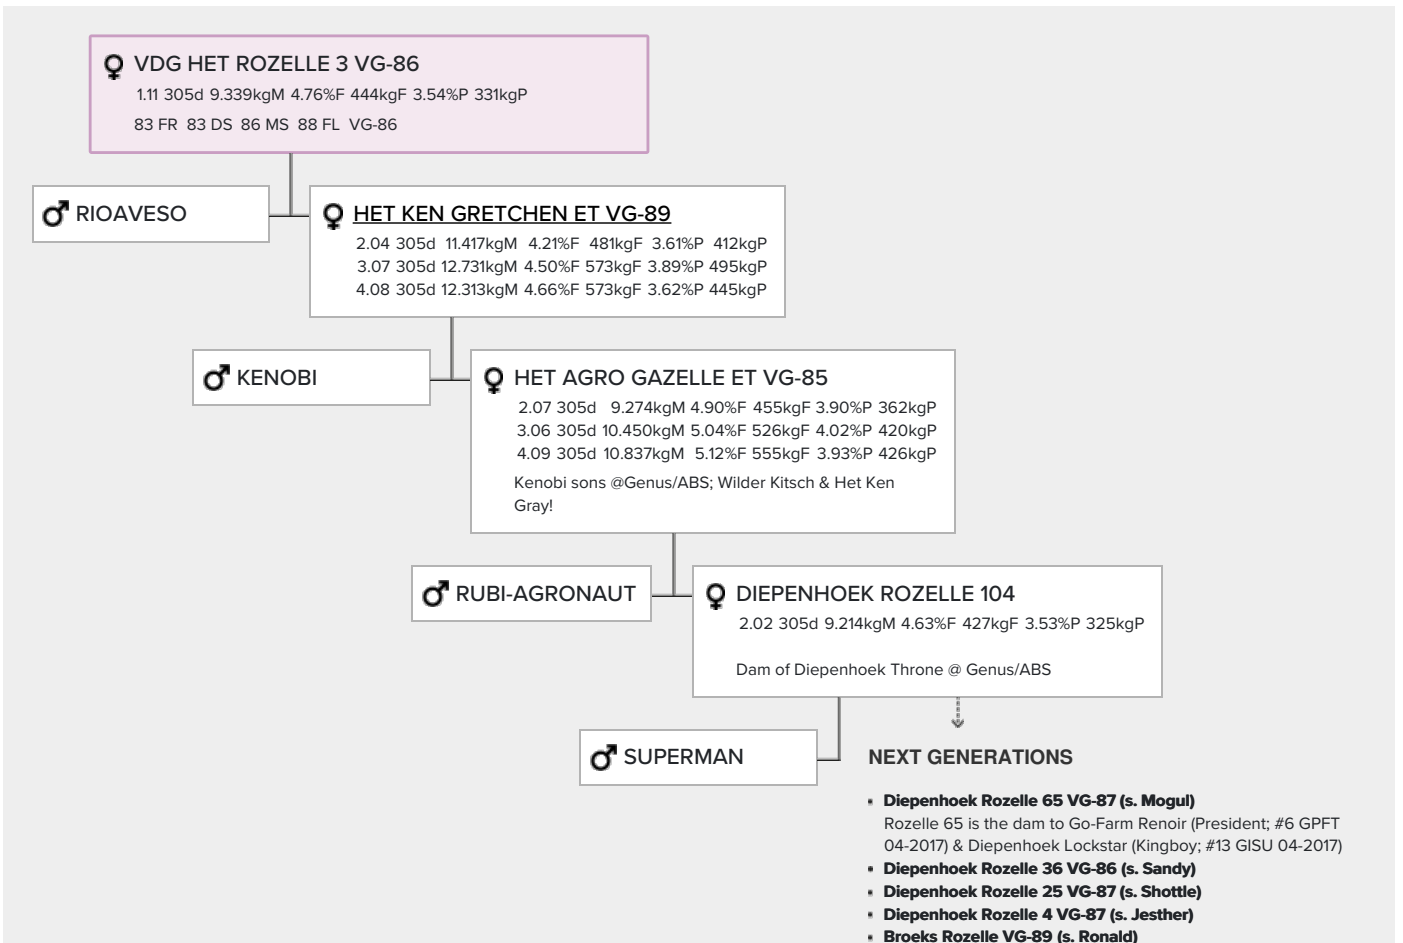 VDG HET ROZELLE 3 VG-86
1.11 305d 9.339kgM 4.76%F 444kgF 3.54%P 331kgP
83 FR 83 DS 86 MS 88 FL VG-86
RIOAVESO
HET KEN GRETCHEN ET VG-89
2.04 305d 11.417kgM 4.21%F 481kgF 3.61%P 412kgP
3.07 305d 12.731kgM 4.50%F 573kgF 3.89%P 495kgP
4.08 305d 12.313kgM 4.66%F 573kgF 3.62%P 445kgP
KENOBI
HET AGRO GAZELLE ET VG-85
2.07 305d 9.274kgM 4.90%F 455kgF 3.90%P 362kgP
3.06 305d 10.450kgM 5.04%F 526kgF 4.02%P 420kgP
4.09 305d 10.837kgM 5.12%F 555kgF 3.93%P 426kgP
Kenobi sons @Genus/ABS; Wilder Kitsch & Het Ken
Gray!
RUBI-AGRONAUT
DIEPENHOEK ROZELLE 104
2.02 305d 9.214kgM 4.63%F 427kgF 3.53%P 325kgP
Dam of Diepenhoek Throne @ Genus/ABS
SUPERMAN
NEXT GENERATIONS
• Diepenhoek Rozelle 65 VG-87 (s. Mogul)
Rozelle 65 is the dam to Go-Farm Renoir (President; #6 GPFT
04-2017) & Diepenhoek Lockstar (Kingboy; #13 GISU 04-2017)
• Diepenhoek Rozelle 36 VG-86 (s. Sandy)
• Diepenhoek Rozelle 25 VG-87 (s. Shottle)
• Diepenhoek Rozelle 4 VG-87 (s. Jesther)
• Broeks Rozelle VG-89 (s. Ronald)